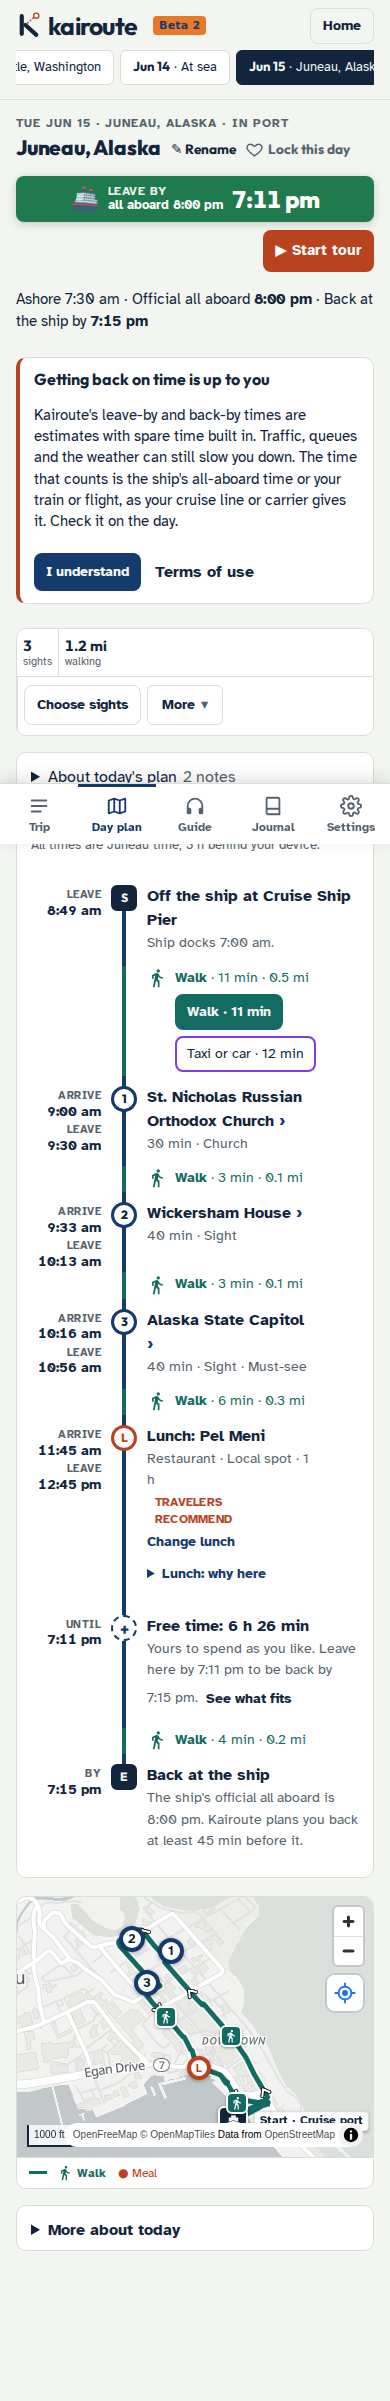 kairoute Beta 2 Home
tle, Washington Jun 14 · At sea Jun 15 · Juneau, Alask
TUE JUN 15 · JUNEAU, ALASKA · IN PORT
Juneau, Alaska ✎ Rename Lock this day
LEAVE BY
all aboard 8:00 pm 7:11 pm
▶ Start tour
Ashore 7:30 am · Official all aboard 8:00 pm · Back at
the ship by 7:15 pm
Getting back on time is up to you
Kairoute's leave-by and back-by times are
estimates with spare time built in. Traffic, queues
and the weather can still slow you down. The time
that counts is the ship's all-aboard time or your
train or flight, as your cruise line or carrier gives
it. Check it on the day.
I understand Terms of use
3 1.2 mi
sights walking
Choose sights More ▼
▶ About today's plan 2 notes
Trip Day plan Guide Journal Settings
All times are Juneau time, 3 h behind your device.
LEAVE
8:49 am
S
Off the ship at Cruise Ship
Pier
Ship docks 7:00 am.
Walk · 11 min · 0.5 mi
Walk · 11 min
Taxi or car · 12 min
ARRIVE
9:00 am
LEAVE
9:30 am
1
St. Nicholas Russian
Orthodox Church ›
30 min · Church
Walk · 3 min · 0.1 mi
ARRIVE
9:33 am
LEAVE
10:13 am
2
Wickersham House ›
40 min · Sight
Walk · 3 min · 0.1 mi
ARRIVE
10:16 am
LEAVE
10:56 am
3
Alaska State Capitol
›
40 min · Sight · Must-see
Walk · 6 min · 0.3 mi
ARRIVE
11:45 am
LEAVE
12:45 pm
L
Lunch: Pel Meni
Restaurant · Local spot · 1
h
TRAVELERS
RECOMMEND
Change lunch
▶ Lunch: why here
UNTIL
7:11 pm
+
Free time: 6 h 26 min
Yours to spend as you like. Leave
here by 7:11 pm to be back by
7:15 pm. See what fits
Walk · 4 min · 0.2 mi
BY
7:15 pm
E
Back at the ship
The ship's official all aboard is
8:00 pm. Kairoute plans you back
at least 45 min before it.
2 1 + −
u 3
Egan Drive 7
L
Start · Cruise port
1000 ft OpenFreeMap © OpenMapTiles Data from OpenStreetMap
Walk Meal
▶ More about today